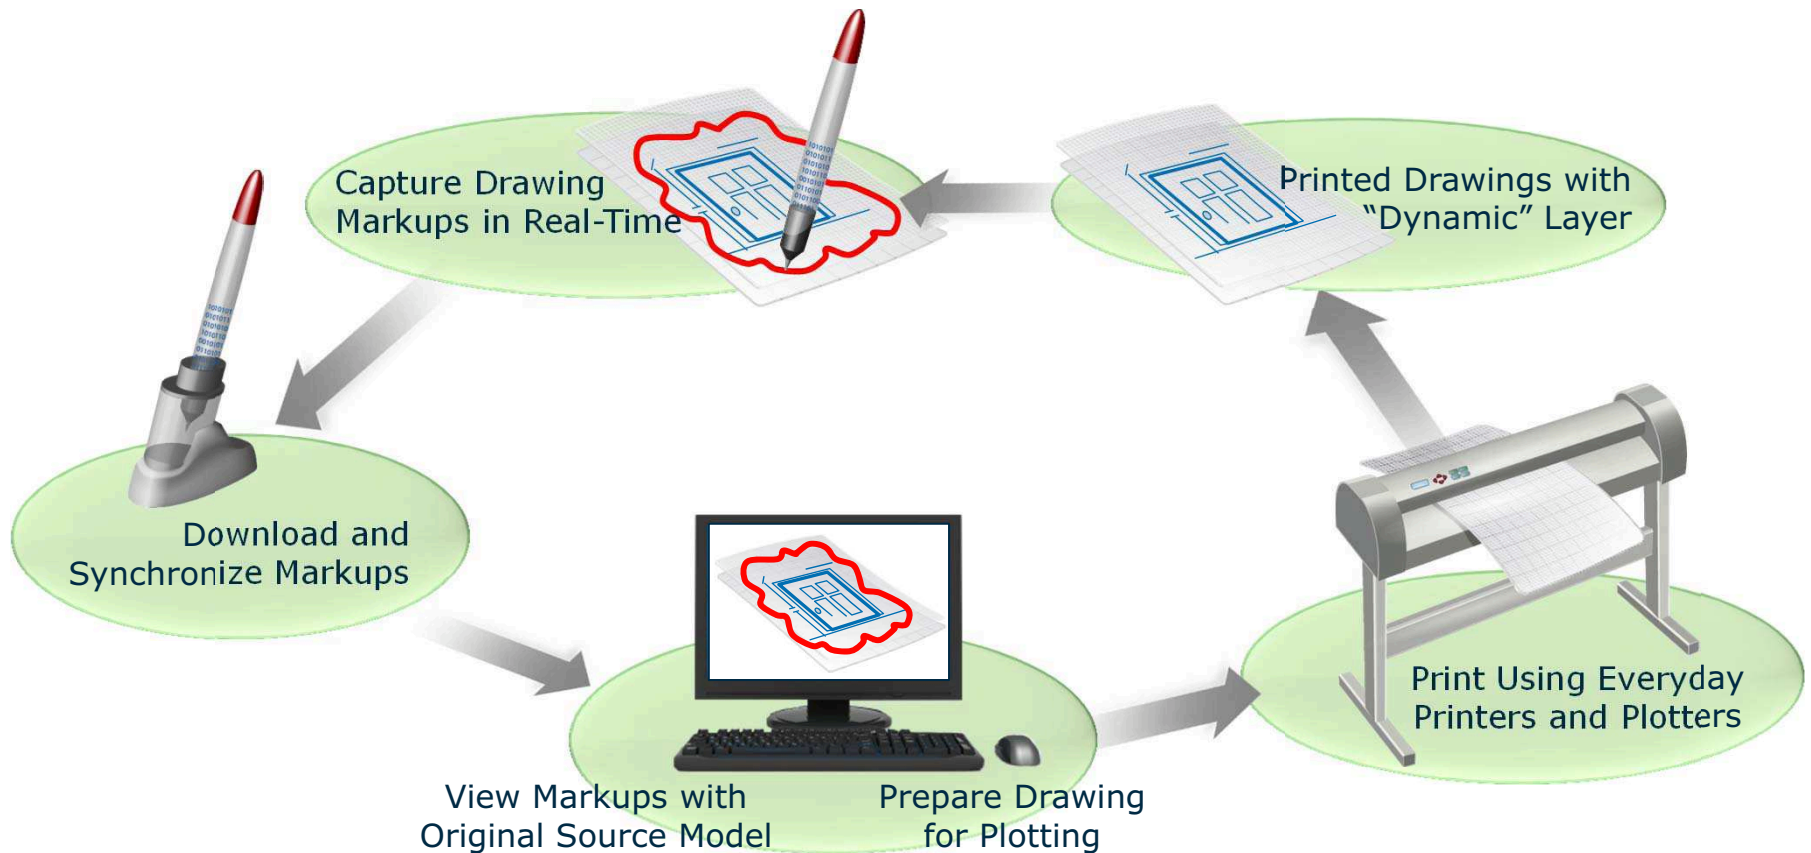 Capture Drawing
Markups in Real-Time
Printed Drawings with
“Dynamic” Layer
Download and
Synchronize Markups
Print Using Everyday
Printers and Plotters
View Markups with
Original Source Model
Prepare Drawing
for Plotting